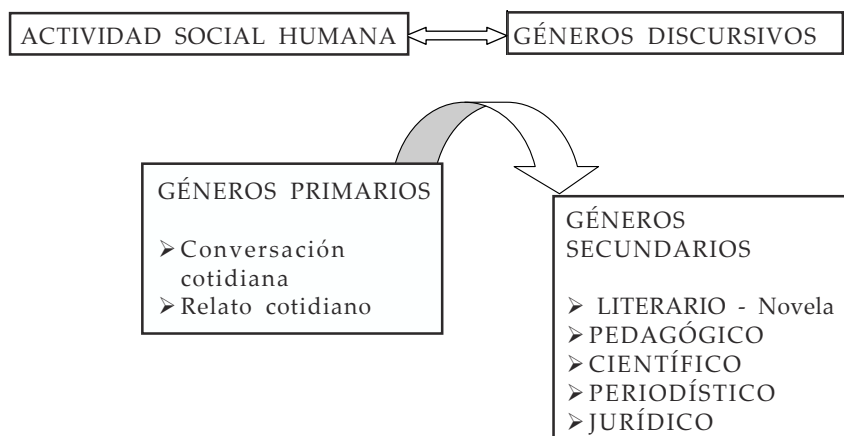 ACTIVIDAD SOCIAL HUMANA
GÉNEROS DISCURSIVOS
GÉNEROS PRIMARIOS
➢ Conversación
cotidiana
➢ Relato cotidiano
GÉNEROS
SECUNDARIOS
➢ LITERARIO - Novela
➢ PEDAGÓGICO
➢ CIENTÍFICO
➢ PERIODÍSTICO
➢ JURÍDICO